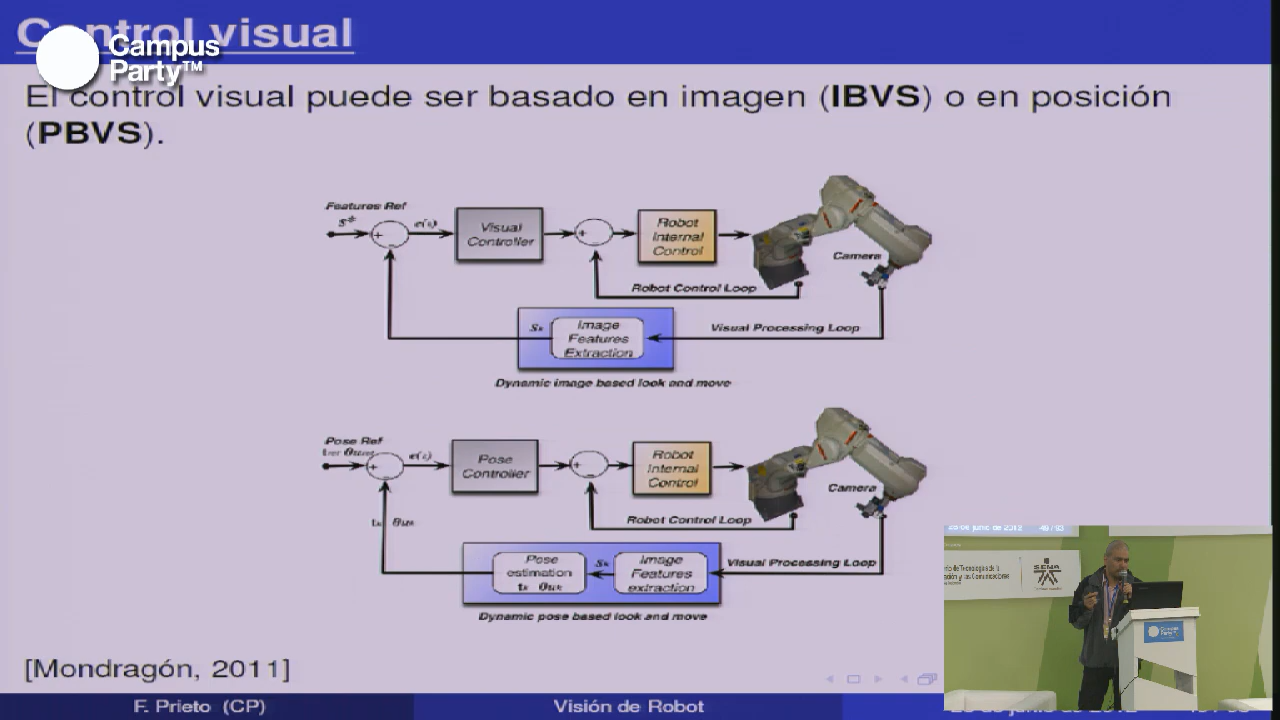 Control visual
Campus
Party™
El control visual puede ser basado en imagen (IBVS) o en posición
(PBVS).
Features Ref
S*
e(s)
+
-
Visual
Controller
+
-
Robot
Internal
Control
Camera
Robot Control Loop
Image
Features
Extraction
Visual Processing Loop
Dynamic image based look and move
Pose Ref
+
-
Pose
Controller
Robot
Internal
Control
Camera
Robot Control Loop
Pose
estimation
Image
Features
extraction
Visual Processing Loop
Dynamic pose based look and move
[Mondragón, 2011]
F. Prieto (CP)
Visión de Robot
SENA
Campus
Party